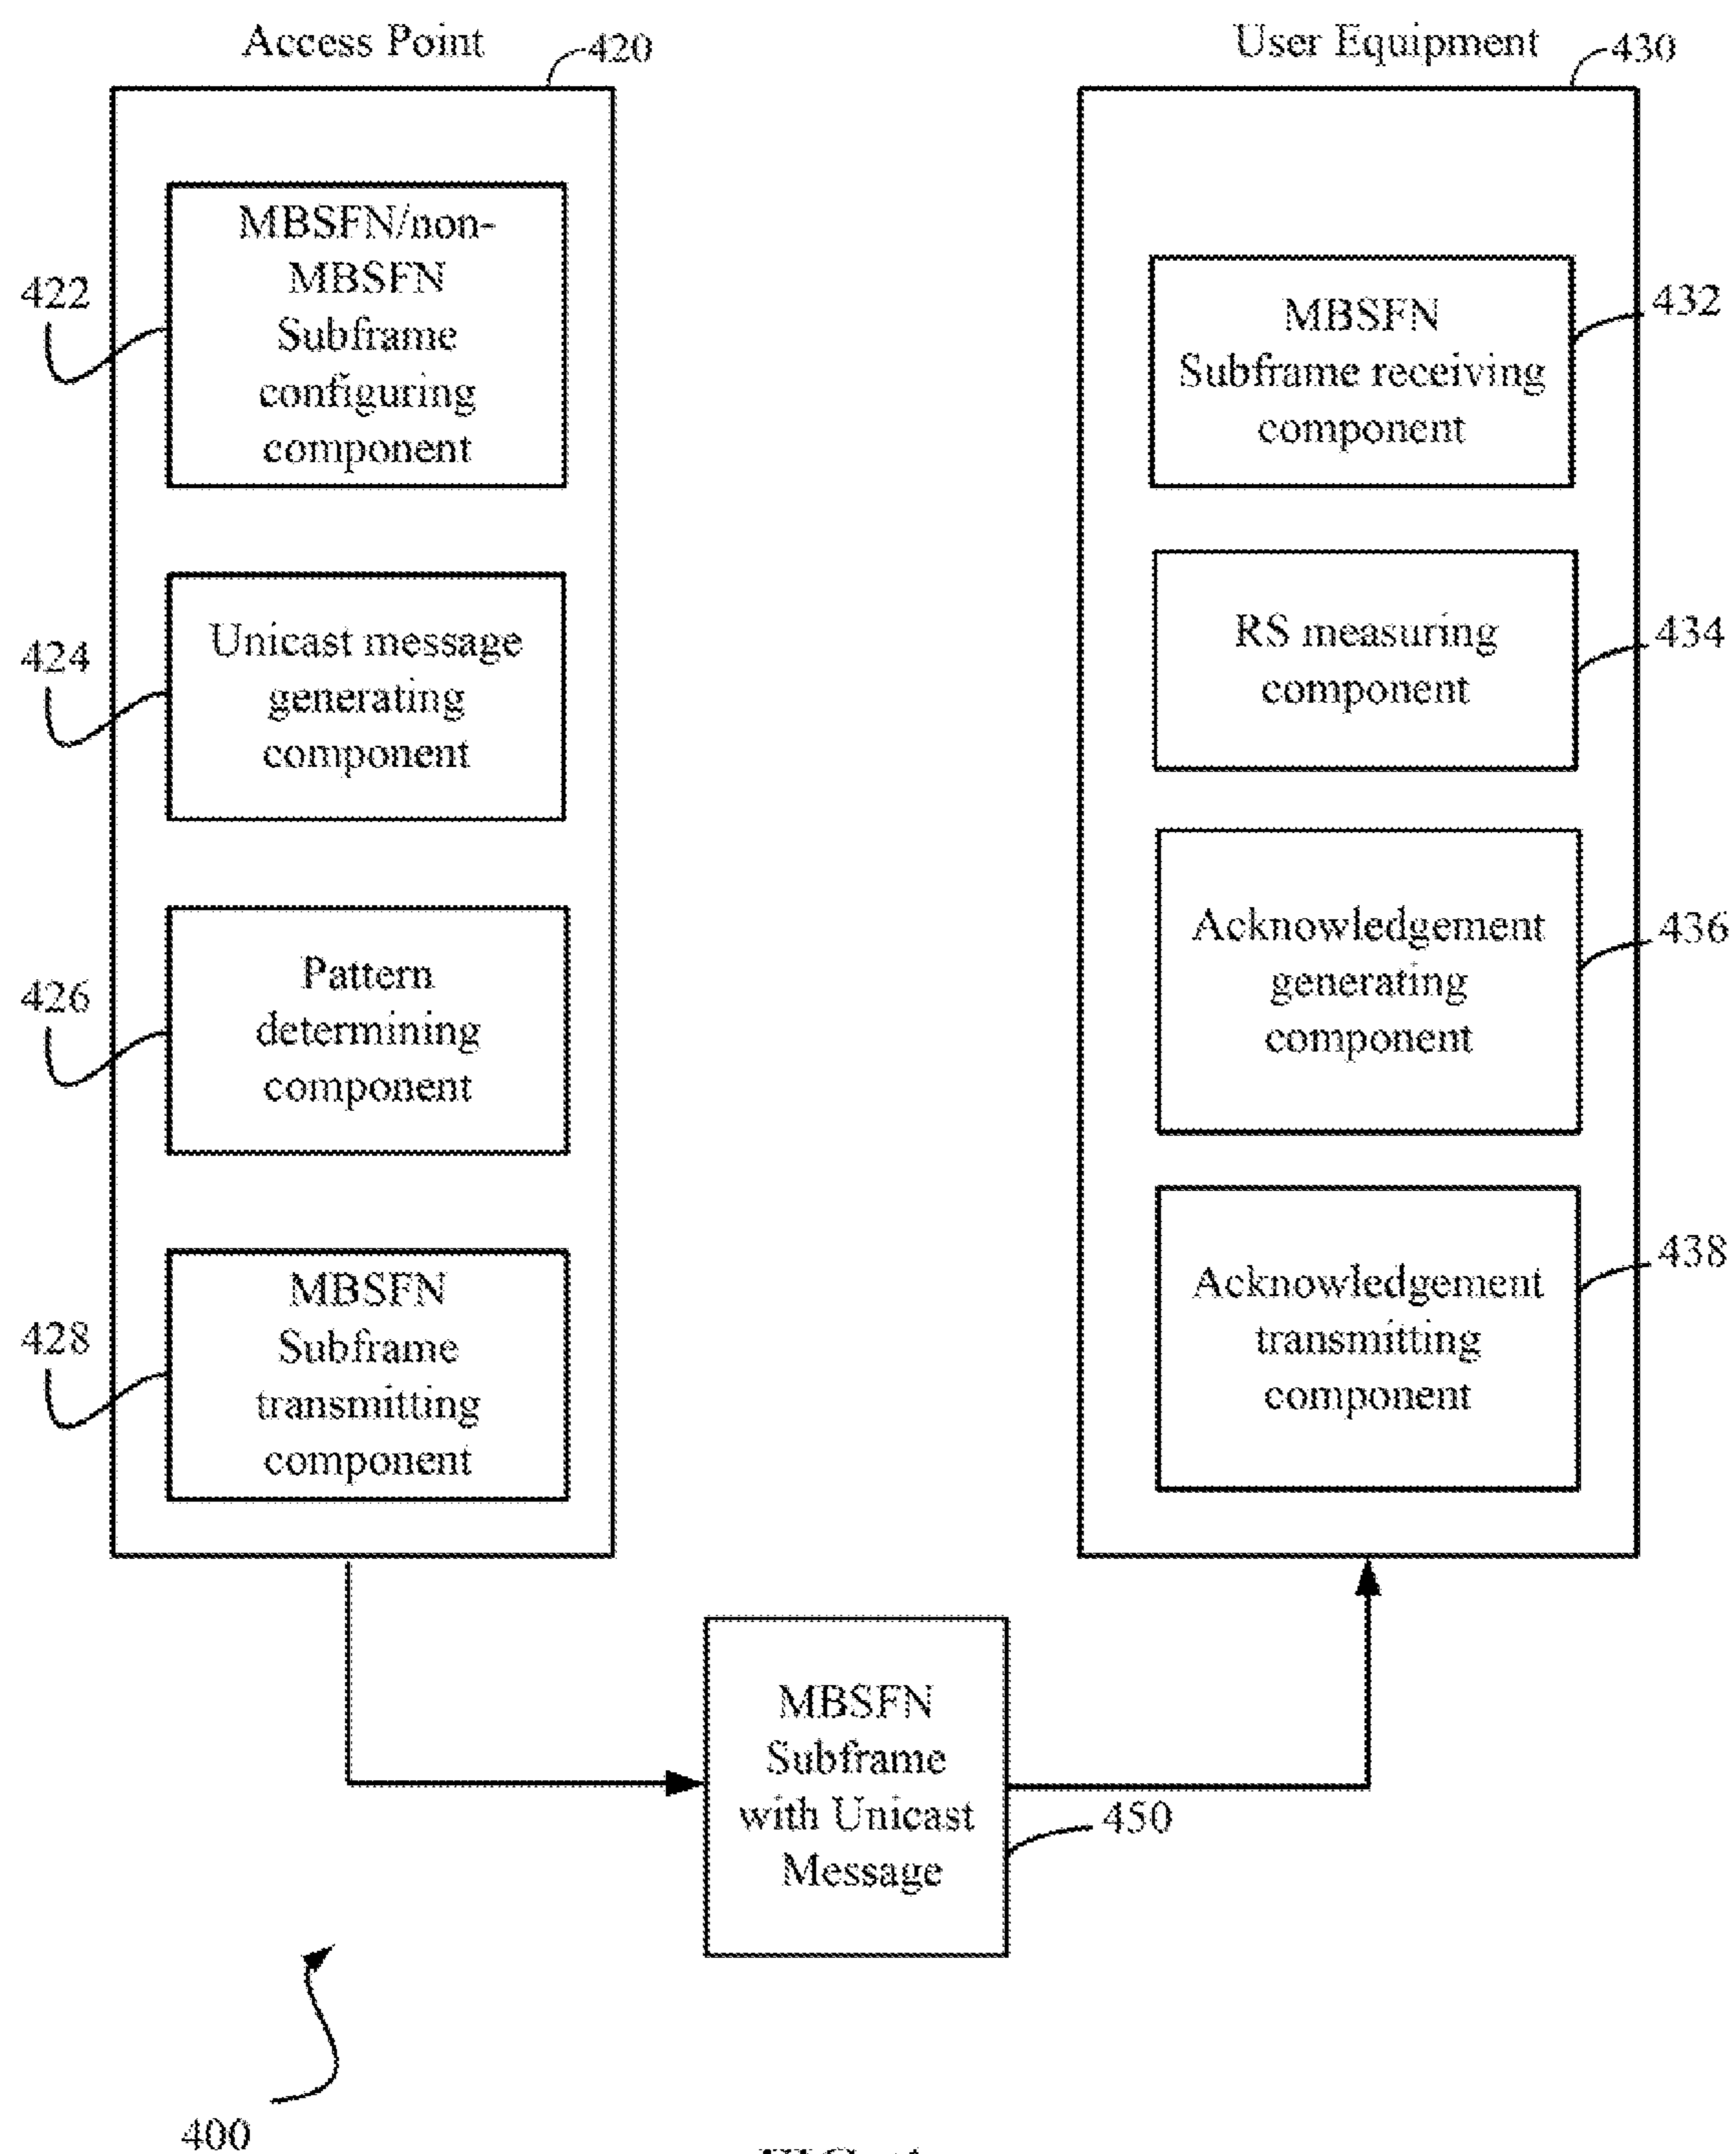 Access Point
420
MBSFN/non-
MBSFN
Subframe
configuring
component
422
Unicast message
generating
component
424
Pattern
determining
component
426
MBSFN
Subframe
transmitting
component
428
User Equipment
430
MBSFN
Subframe receiving
component
432
RS measuring
component
434
Acknowledgement
generating
component
436
Acknowledgement
transmitting
component
438
MBSFN
Subframe
with Unicast
Message
450
400